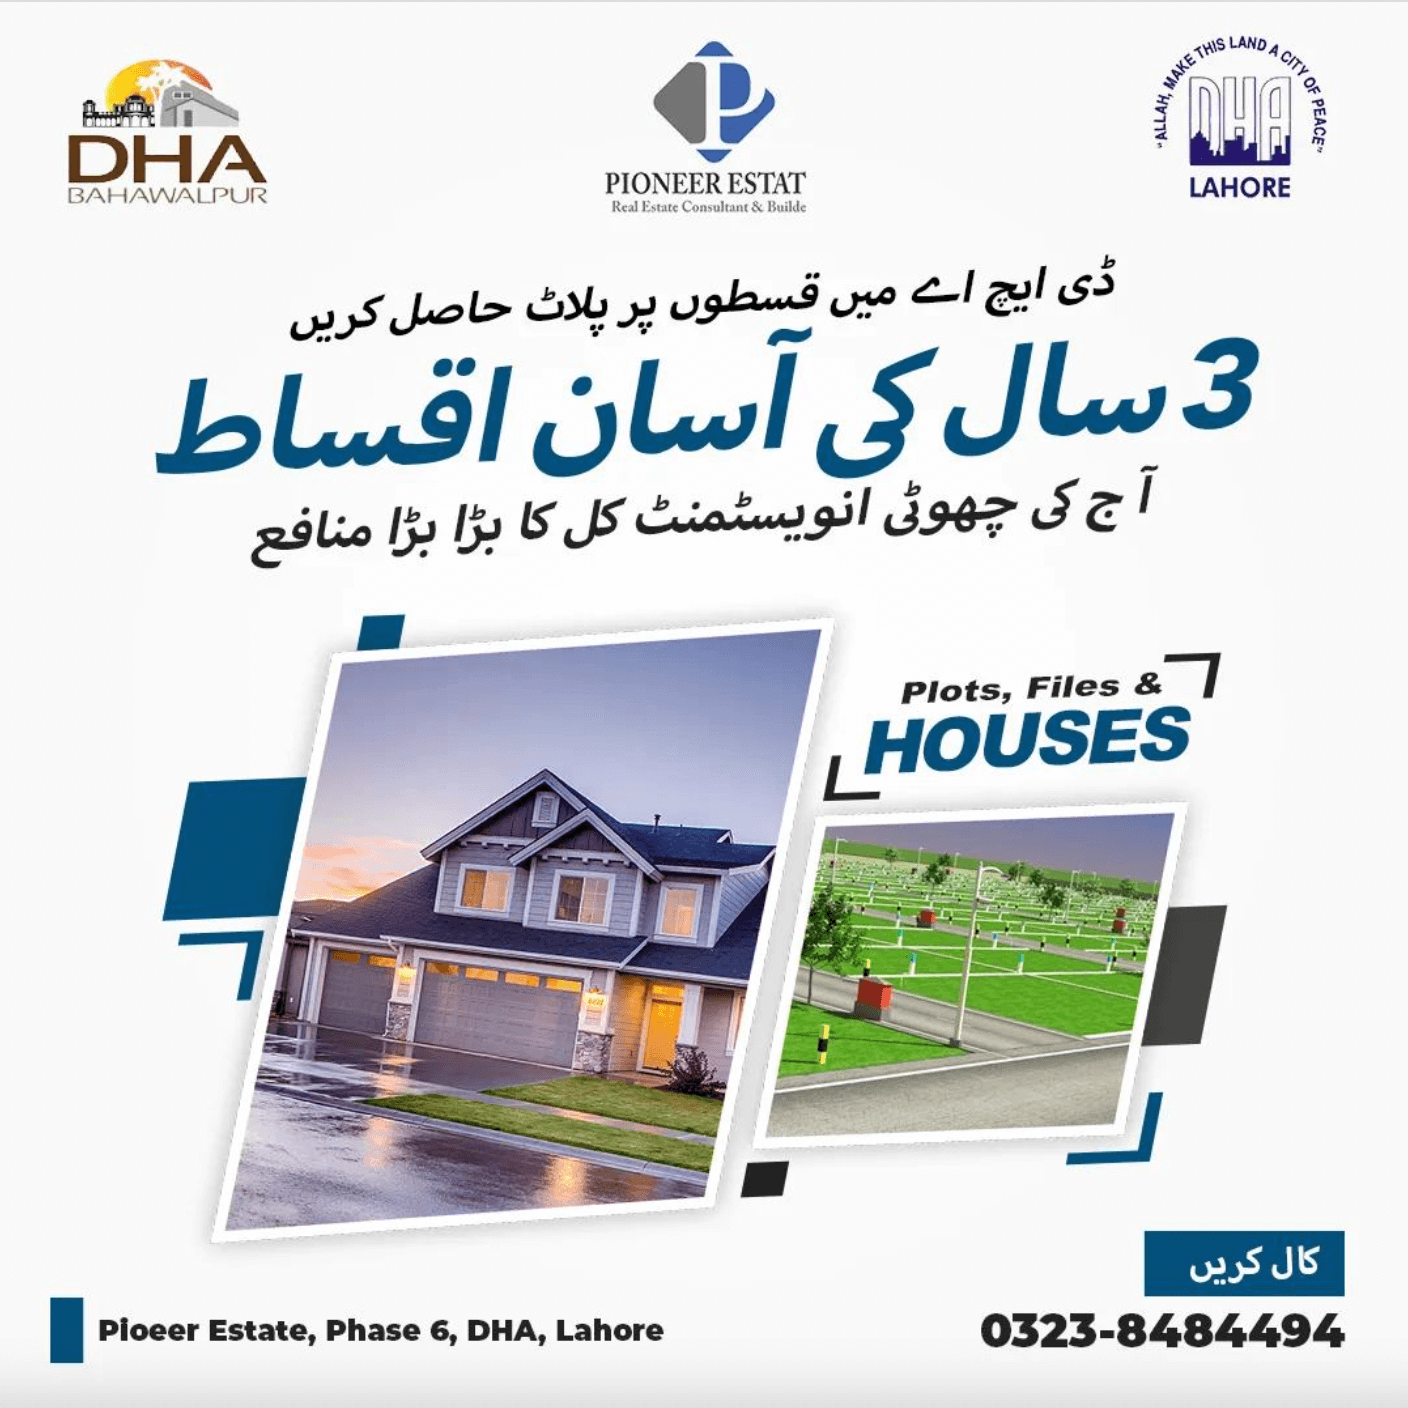 DHA
BAHAWALPUR
PIONEER ESTAT
Real Estate Consultant & Builde
"ALLAH, MAKE THIS LAND A CITY OF PEACE"
DHA
LAHORE
ڈی ایچ اے میں قسطوں پر پلاٹ حاصل کریں
3 سال کی آسان اقساط
آ ج کی چھوٹی انویسٹمنٹ کل کا بڑا بڑا منافع
Plots, Files &
HOUSES
کال کریں
Pioeer Estate, Phase 6, DHA, Lahore
0323-8484494